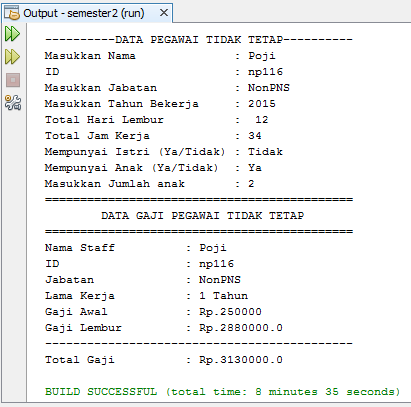 Output - semester2 (run)
----------DATA PEGAWAI TIDAK TETAP----------
Masukkan Nama              : Poji
ID                         : np116
Masukkan Jabatan           : NonPNS
Masukkan Tahun Bekerja     : 2015
Total Hari Lembur          :  12
Total Jam Kerja            : 34
Mempunyai Istri (Ya/Tidak) : Tidak
Mempunyai Anak (Ya/Tidak)  : Ya
Masukkan Jumlah anak       : 2
============================================
        DATA GAJI PEGAWAI TIDAK TETAP
============================================
Nama Staff          : Poji
ID                  : np116
Jabatan             : NonPNS
Lama Kerja          : 1 Tahun
Gaji Awal           : Rp.250000
Gaji Lembur         : Rp.2880000.0
--------------------------------------------
Total Gaji          : Rp.3130000.0
BUILD SUCCESSFUL (total time: 8 minutes 35 seconds)